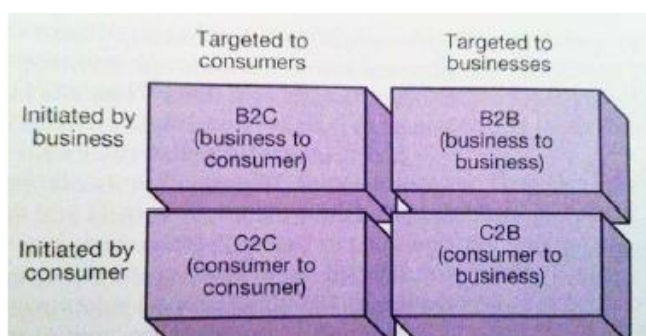 Targeted to
consumers
Targeted to
businesses
Initiated by
business
B2C
(business to
consumer)
B2B
(business to
business)
Initiated by
consumer
C2C
(consumer to
consumer)
C2B
(consumer to
business)